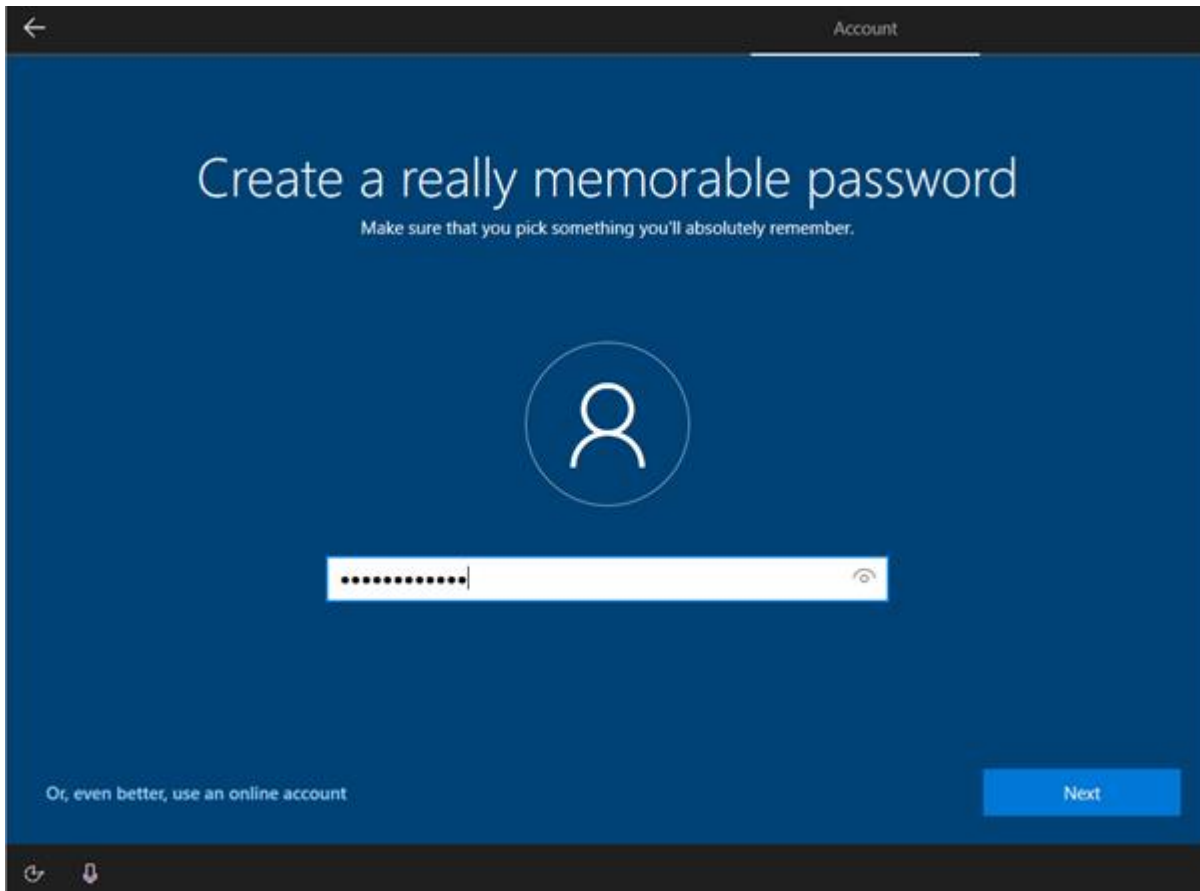 Account
Create a really memorable password
Make sure that you pick something you'll absolutely remember.
••••••••••••
Or, even better, use an online account
Next